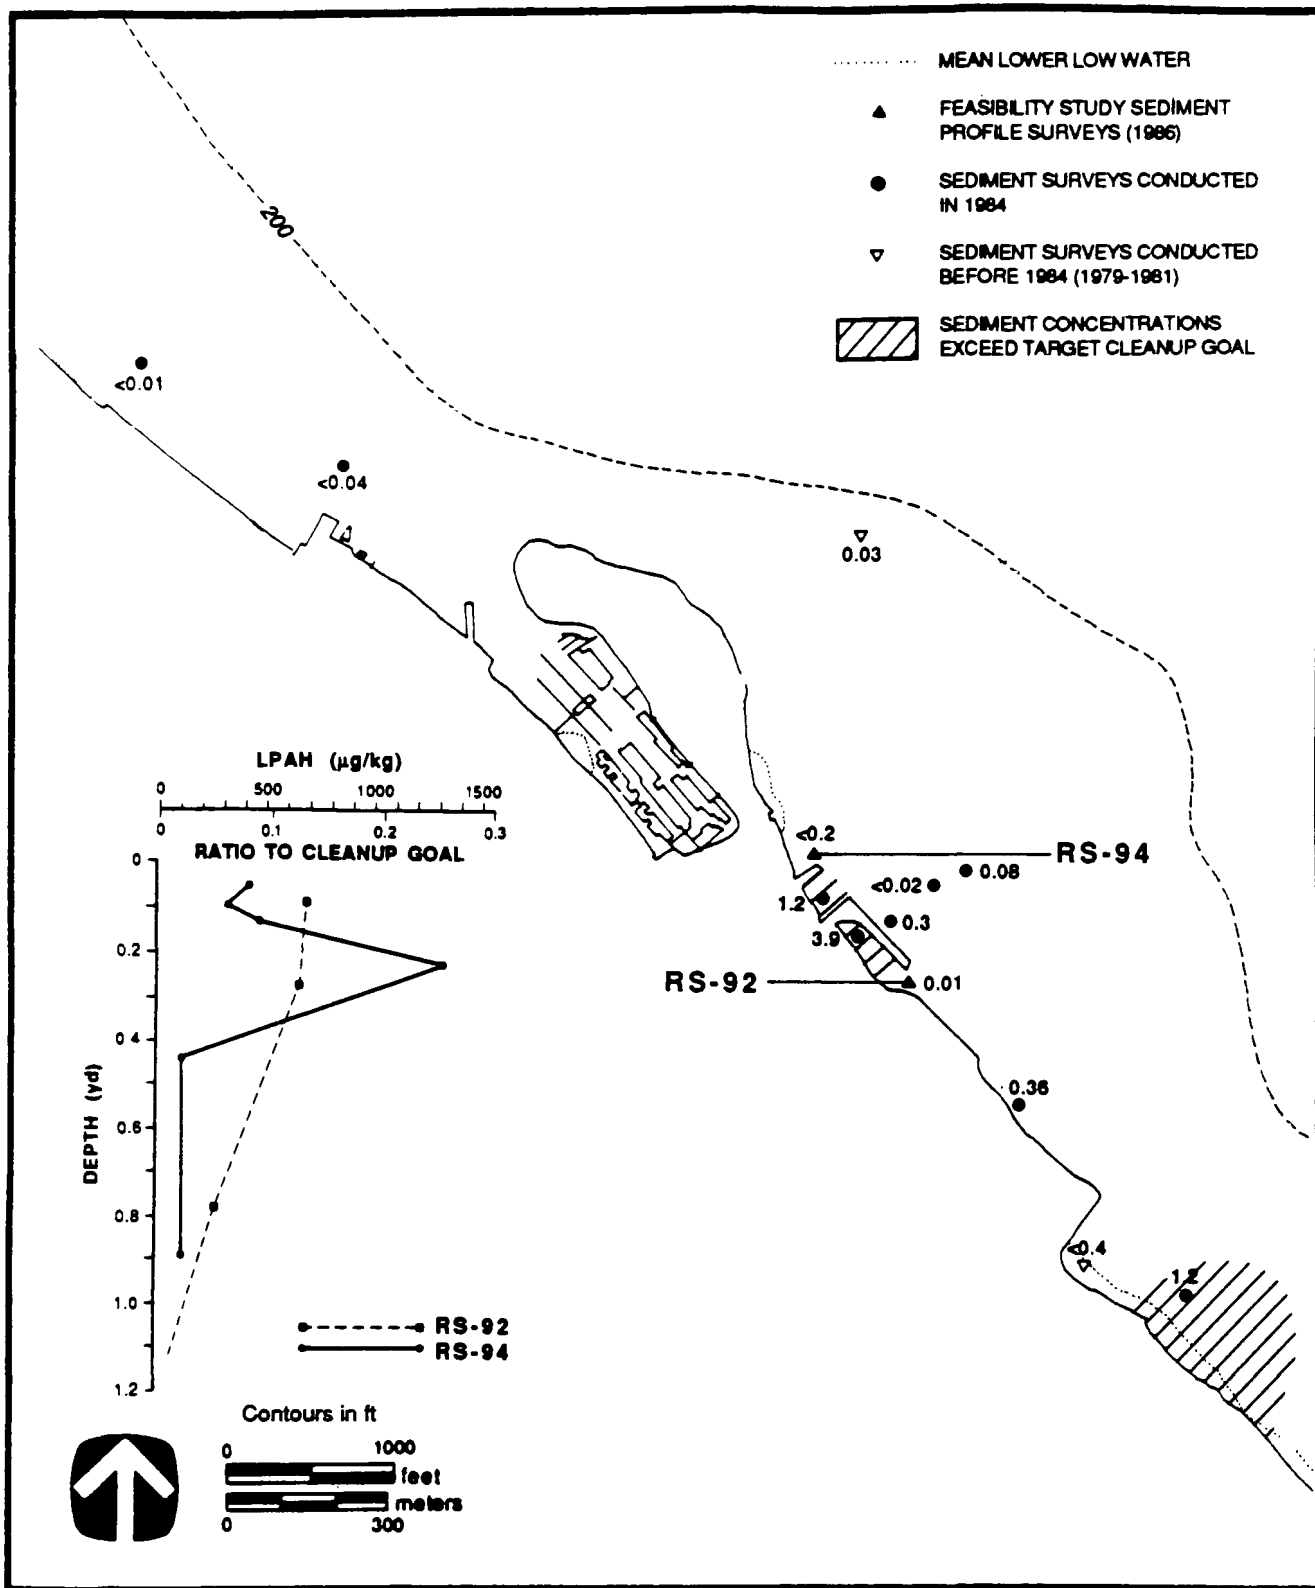 MEAN LOWER LOW WATER
FEASIBILITY STUDY SEDIMENT
PROFILE SURVEYS (1986)
SEDIMENT SURVEYS CONDUCTED
IN 1984
SEDIMENT SURVEYS CONDUCTED
BEFORE 1984 (1979-1981)
SEDIMENT CONCENTRATIONS
EXCEED TARGET CLEANUP GOAL
200
<0.01
<0.04
0.03
<0.2
RS-94
0.08
<0.02
1.2
0.3
3.9
RS-92
0.01
0.36
<0.4
1.2
LPAH (µg/kg)
0 500 1000 1500
0 0.1 0.2 0.3
RATIO TO CLEANUP GOAL
0
0.2
0.4
0.6
0.8
1.0
1.2
DEPTH (yd)
RS-92
RS-94
Contours in ft
0 1000
feet
meters
0 300